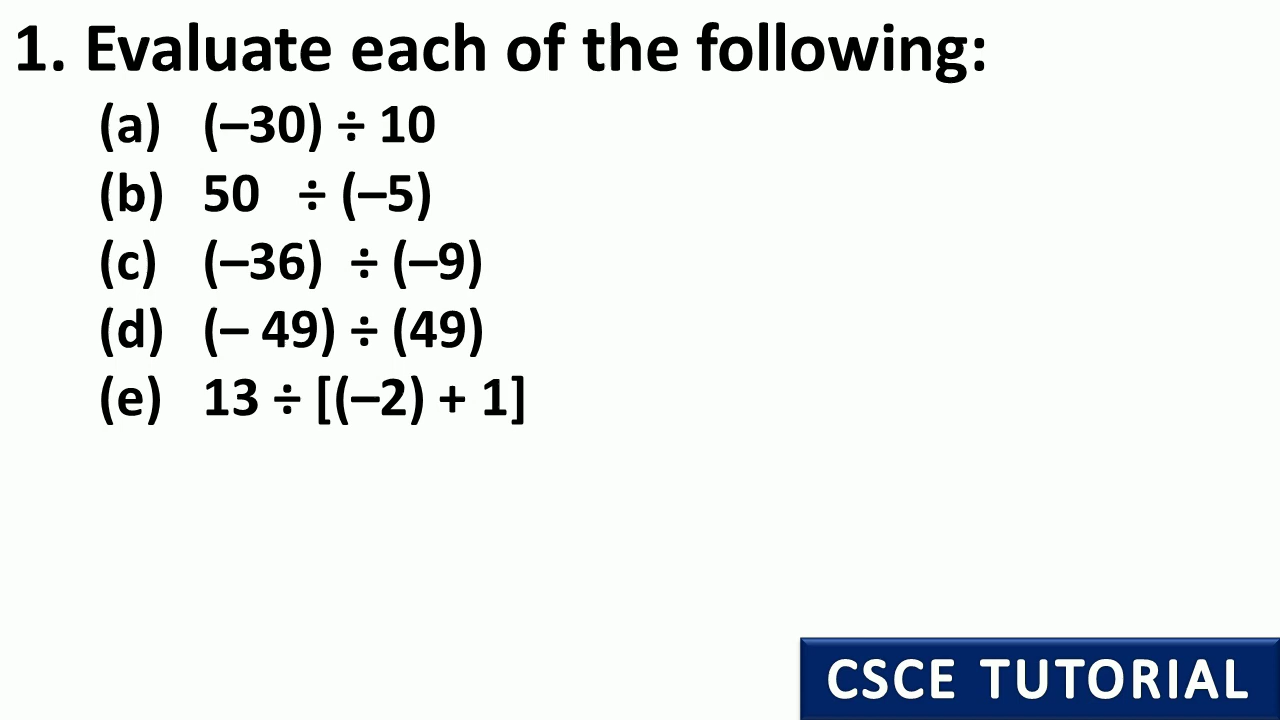 1. Evaluate each of the following:
(a) (–30) ÷ 10
(b) 50 ÷ (–5)
(c) (–36) ÷ (–9)
(d) (– 49) ÷ (49)
(e) 13 ÷ [(–2) + 1]
CSCE TUTORIAL